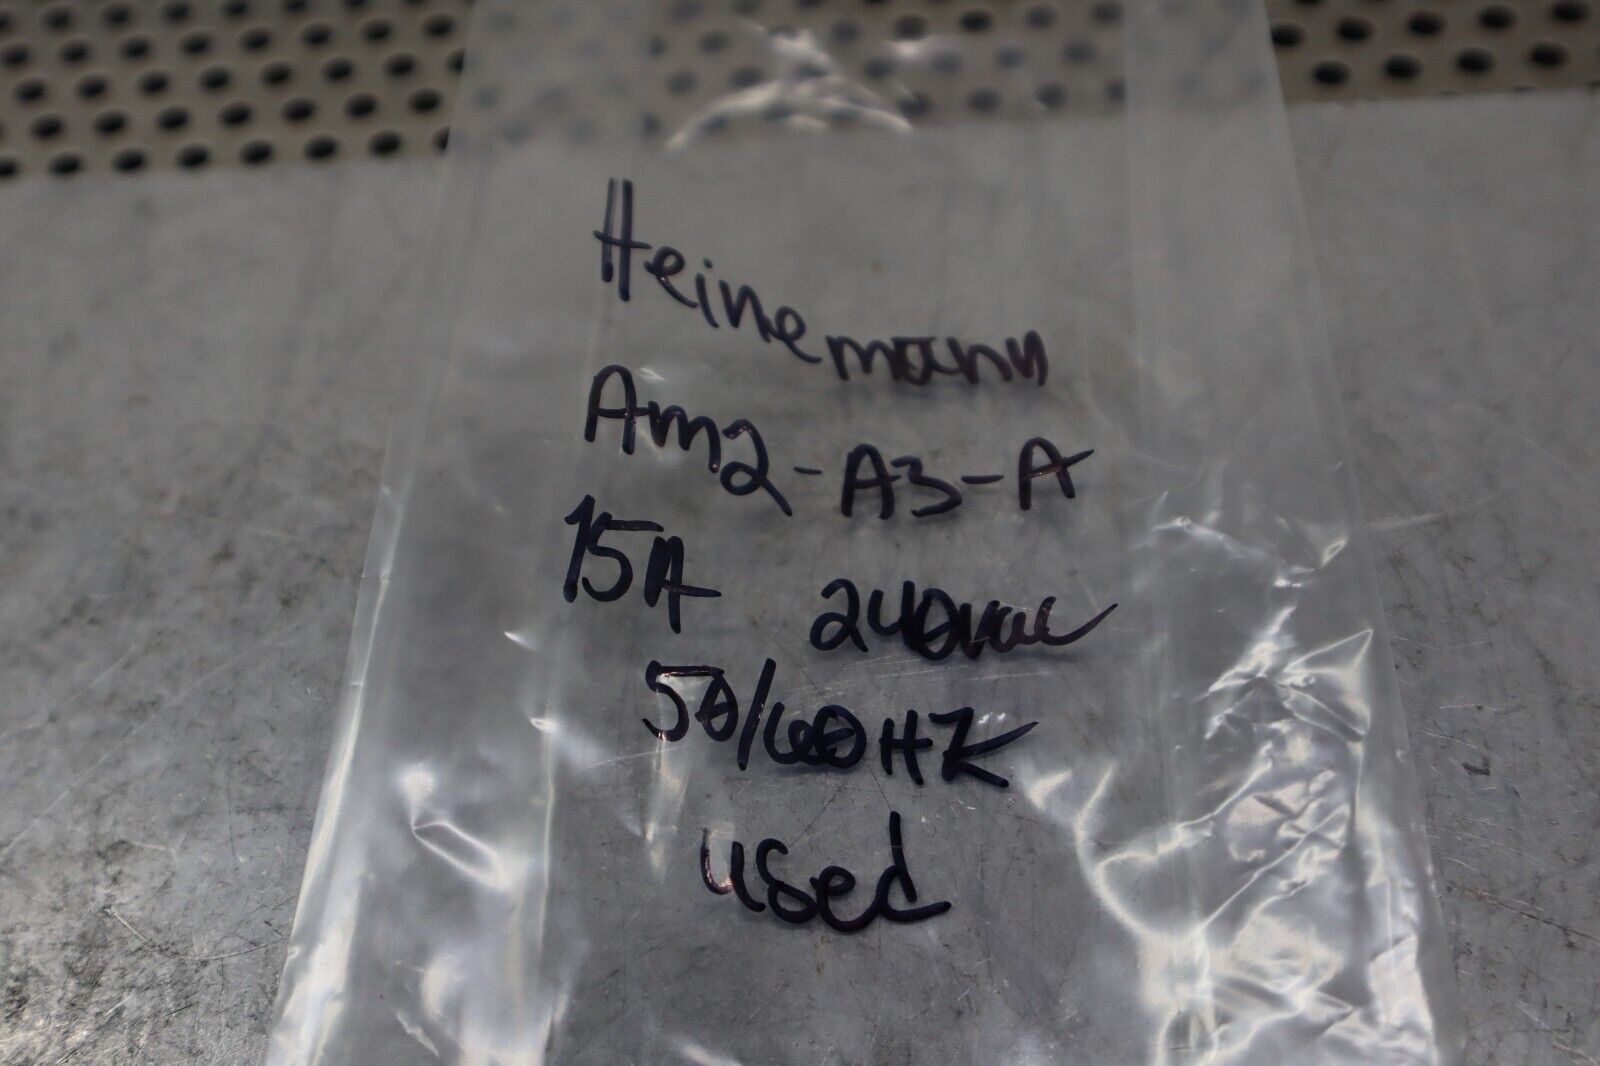 Heinemann
Am2-A3-A
15A 240vac
50/60HZ
used